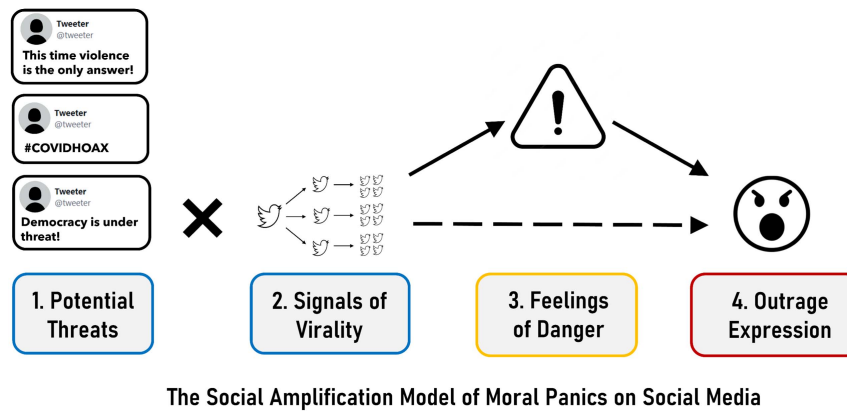 Tweeter
@tweeter
This time violence
is the only answer!
Tweeter
@tweeter
#COVIDHOAX
Tweeter
@tweeter
Democracy is under
threat!
!
1. Potential
Threats
2. Signals of
Virality
3. Feelings
of Danger
4. Outrage
Expression
The Social Amplification Model of Moral Panics on Social Media